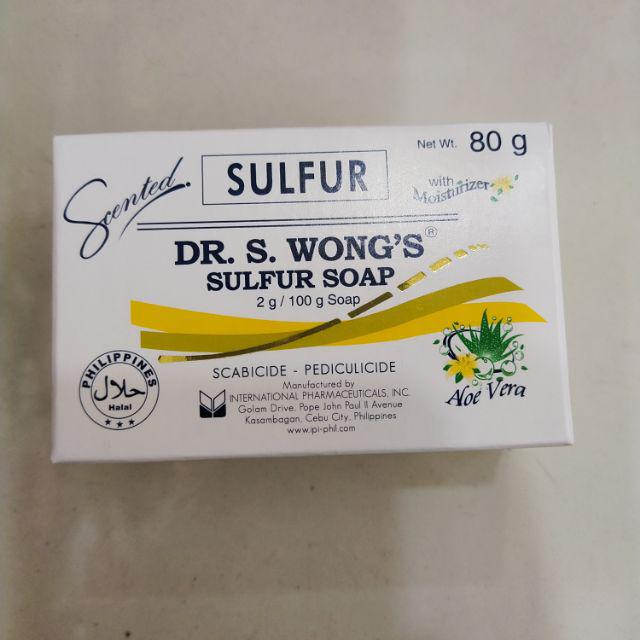 Scented.
SULFUR
Net Wt. 80 g
with
Moisturizer
DR. S. WONG'S®
SULFUR SOAP
2 g / 100 g Soap
SCABICIDE - PEDICULICIDE
Manufactured by
INTERNATIONAL PHARMACEUTICALS, INC.
Golam Drive, Pope John Paul II Avenue
Kasambagan, Cebu City, Philippines
www.ipi-phil.com
PHILIPPINES
حلال
Halal
Aloe Vera